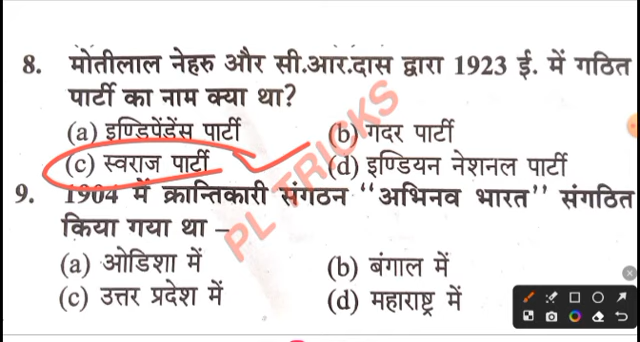 8. मोतीलाल नेहरु और सी.आर.दास द्वारा 1923 ई. में गठित
पार्टी का नाम क्या था?
(a) इण्डिपेंडेंस पार्टी (b) गदर पार्टी
(c) स्वराज पार्टी (d) इण्डियन नेशनल पार्टी
9. 1904 में क्रान्तिकारी संगठन ‘‘अभिनव भारत’’ संगठित
किया गया था –
(a) ओडिशा में (b) बंगाल में
(c) उत्तर प्रदेश में (d) महाराष्ट्र में
PL TRICKS